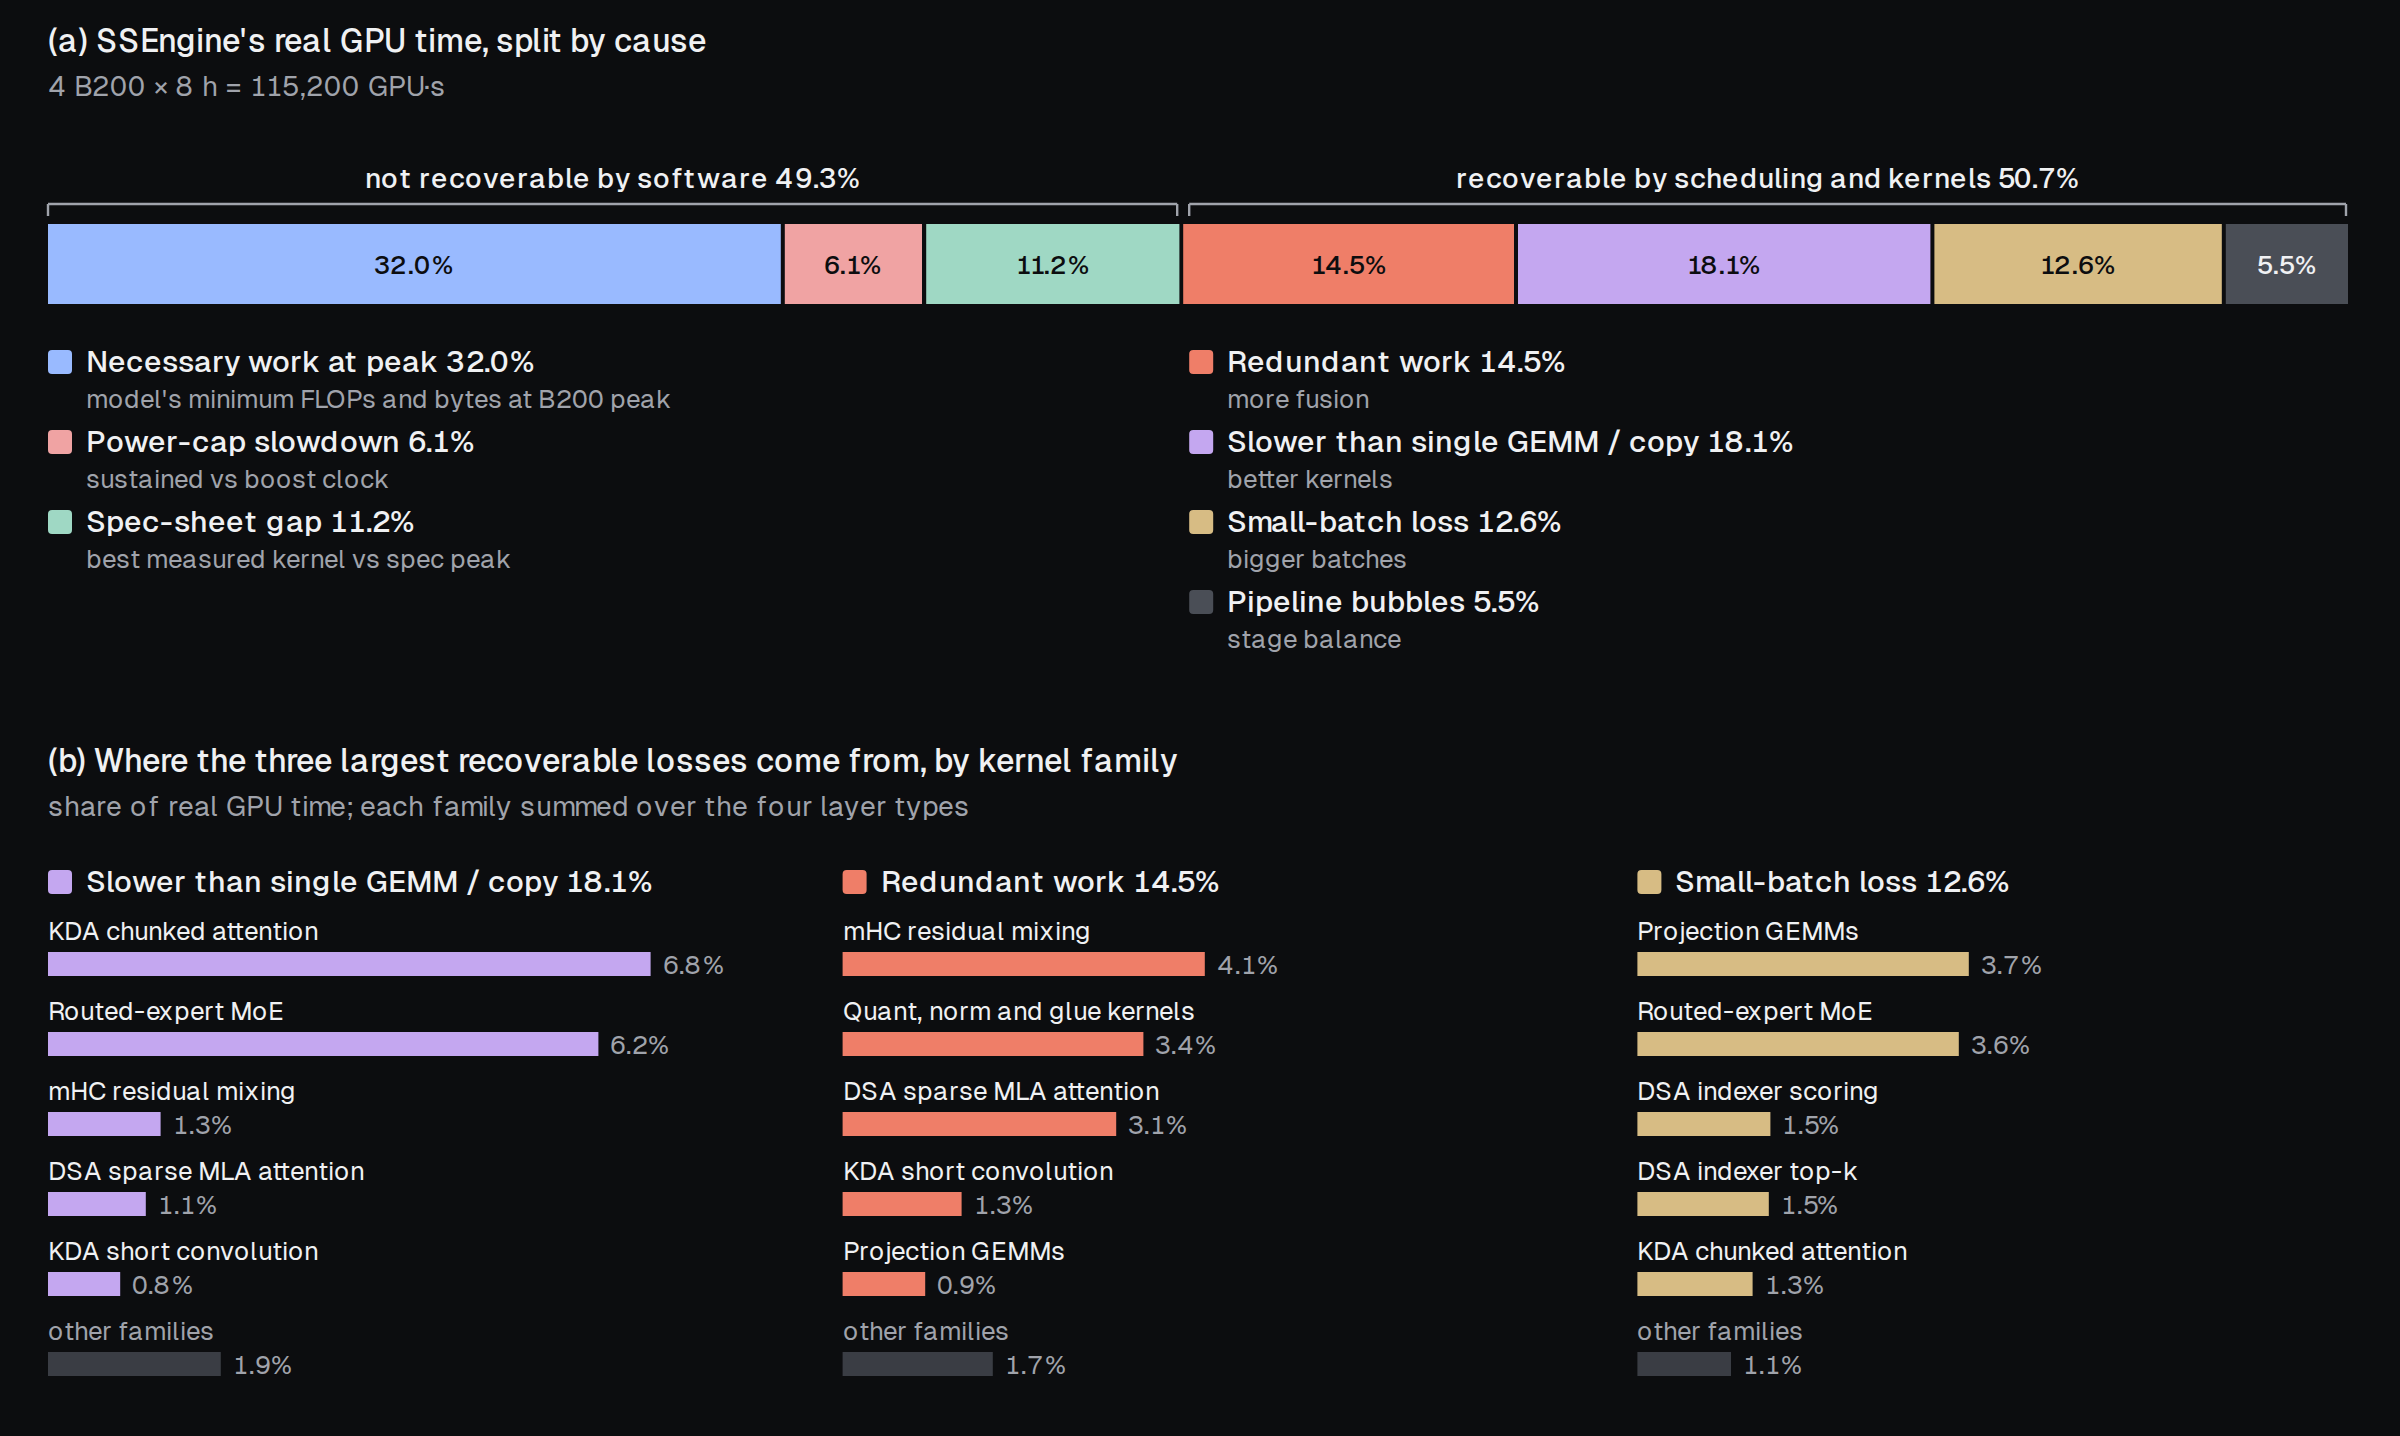 (a) SSEngine's real GPU time, split by cause
4 B200 × 8 h = 115,200 GPU·s
not recoverable by software 49.3%
recoverable by scheduling and kernels 50.7%
32.0%
6.1%
11.2%
14.5%
18.1%
12.6%
5.5%
Necessary work at peak 32.0%
model's minimum FLOPs and bytes at B200 peak
Power-cap slowdown 6.1%
sustained vs boost clock
Spec-sheet gap 11.2%
best measured kernel vs spec peak
Redundant work 14.5%
more fusion
Slower than single GEMM / copy 18.1%
better kernels
Small-batch loss 12.6%
bigger batches
Pipeline bubbles 5.5%
stage balance
(b) Where the three largest recoverable losses come from, by kernel family
share of real GPU time; each family summed over the four layer types
Slower than single GEMM / copy 18.1%
KDA chunked attention
6.8%
Routed-expert MoE
6.2%
mHC residual mixing
1.3%
DSA sparse MLA attention
1.1%
KDA short convolution
0.8%
other families
1.9%
Redundant work 14.5%
mHC residual mixing
4.1%
Quant, norm and glue kernels
3.4%
DSA sparse MLA attention
3.1%
KDA short convolution
1.3%
Projection GEMMs
0.9%
other families
1.7%
Small-batch loss 12.6%
Projection GEMMs
3.7%
Routed-expert MoE
3.6%
DSA indexer scoring
1.5%
DSA indexer top-k
1.5%
KDA chunked attention
1.3%
other families
1.1%